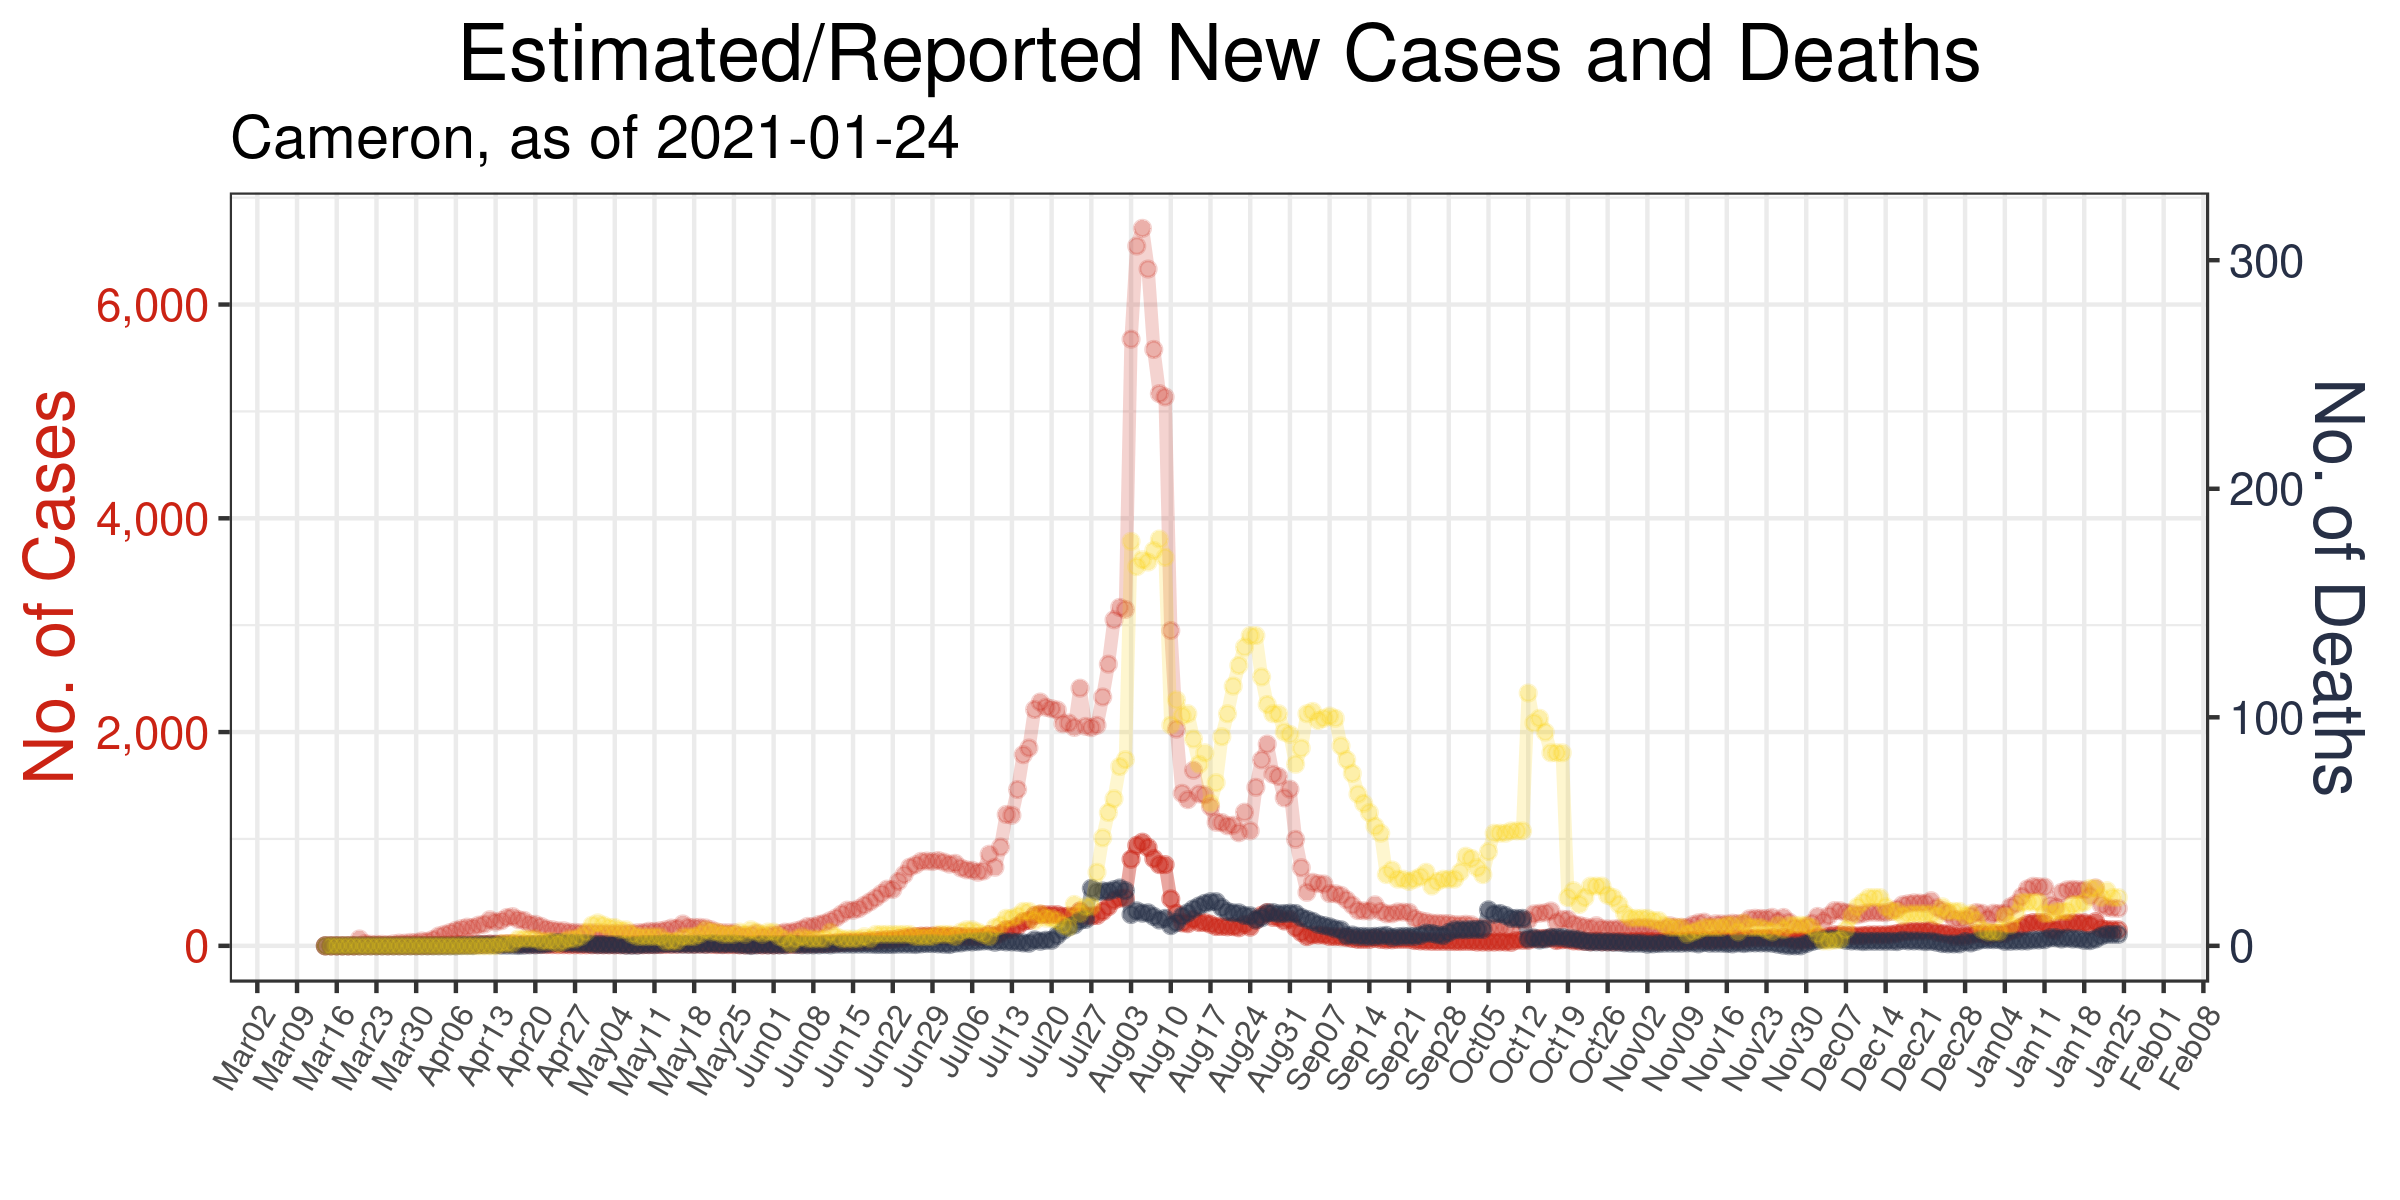 Estimated/Reported New Cases and Deaths
Cameron, as of 2021-01-24
No. of Cases
6,000
4,000
2,000
0
300
200
100
0
No. of Deaths
Mar02
Mar09
Mar16
Mar23
Mar30
Apr06
Apr13
Apr20
Apr27
May04
May11
May18
May25
Jun01
Jun08
Jun15
Jun22
Jun29
Jul06
Jul13
Jul20
Jul27
Aug03
Aug10
Aug17
Aug24
Aug31
Sep07
Sep14
Sep21
Sep28
Oct05
Oct12
Oct19
Oct26
Nov02
Nov09
Nov16
Nov23
Nov30
Dec07
Dec14
Dec21
Dec28
Jan04
Jan11
Jan18
Jan25
Feb01
Feb08